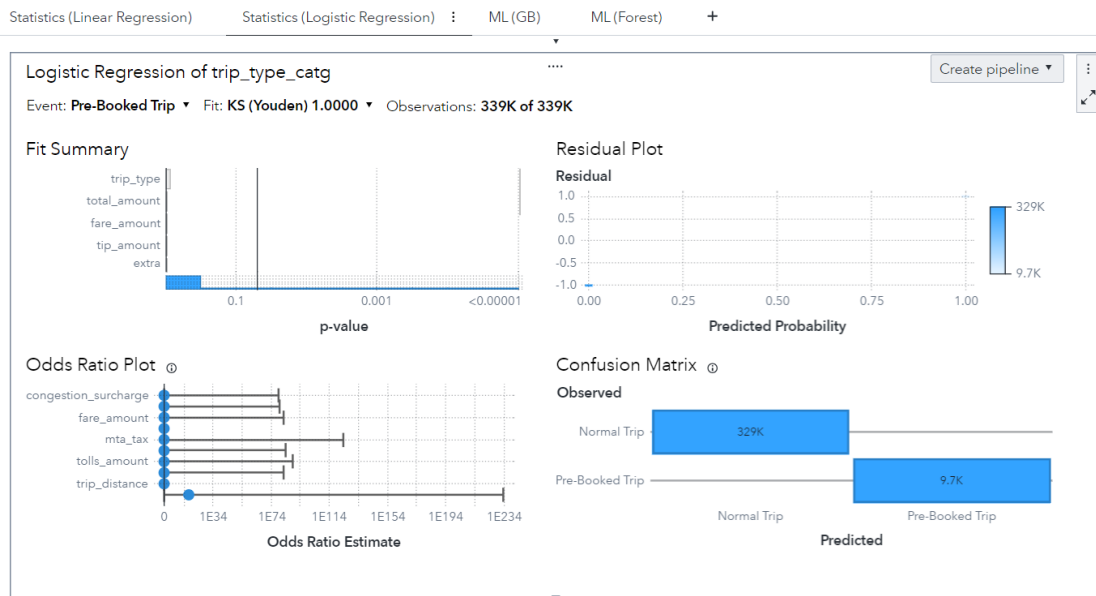 Statistics (Linear Regression) Statistics (Logistic Regression) ML (GB) ML (Forest) +
Logistic Regression of trip_type_catg Create pipeline
Event: Pre-Booked Trip Fit: KS (Youden) 1.0000 Observations: 339K of 339K
Fit Summary
trip_type
total_amount
fare_amount
tip_amount
extra
0.1 0.001 <0.00001
p-value
Residual Plot
Residual
1.0
0.5
0.0
-0.5
-1.0
0.00 0.25 0.50 0.75 1.00
Predicted Probability
329K
9.7K
Odds Ratio Plot
congestion_surcharge
fare_amount
mta_tax
tolls_amount
trip_distance
0 1E34 1E74 1E114 1E154 1E194 1E234
Odds Ratio Estimate
Confusion Matrix
Observed
Normal Trip 329K
Pre-Booked Trip 9.7K
Normal Trip Pre-Booked Trip
Predicted